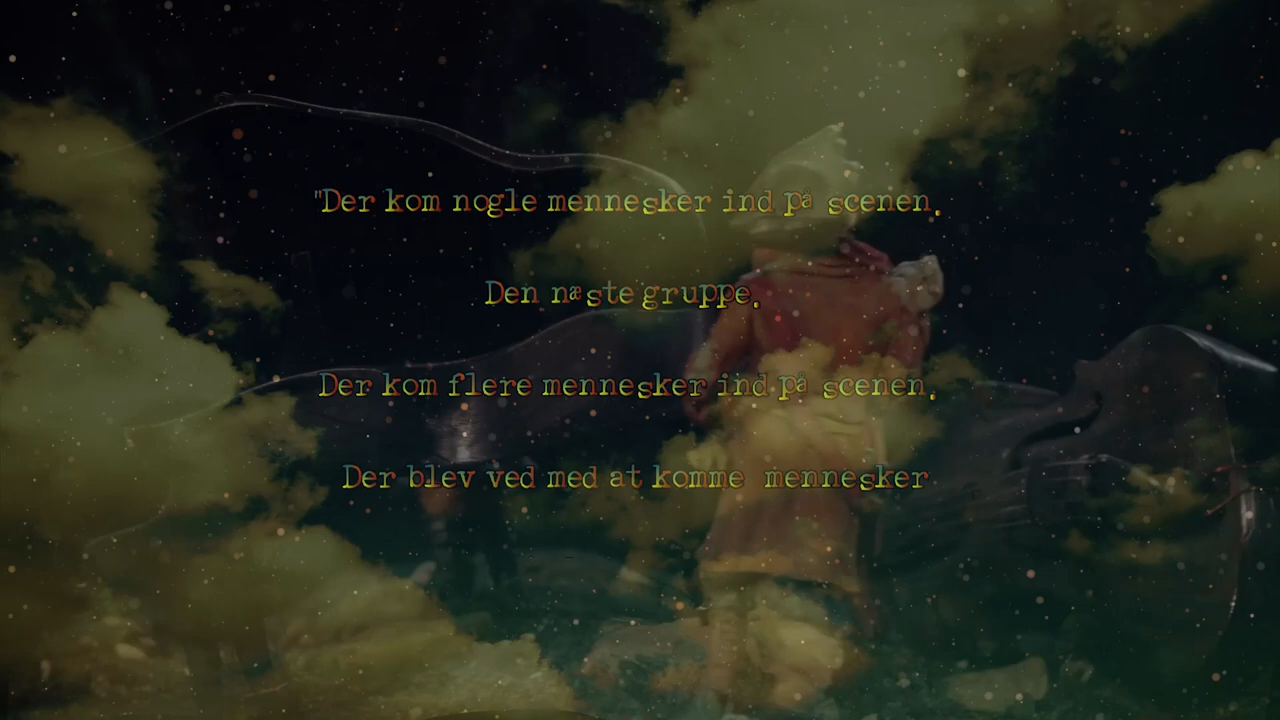 "Der kom nogle mennesker ind på scenen.
Den næste gruppe.
Der kom flere mennesker ind på scenen.
Der blev ved med at komme mennesker